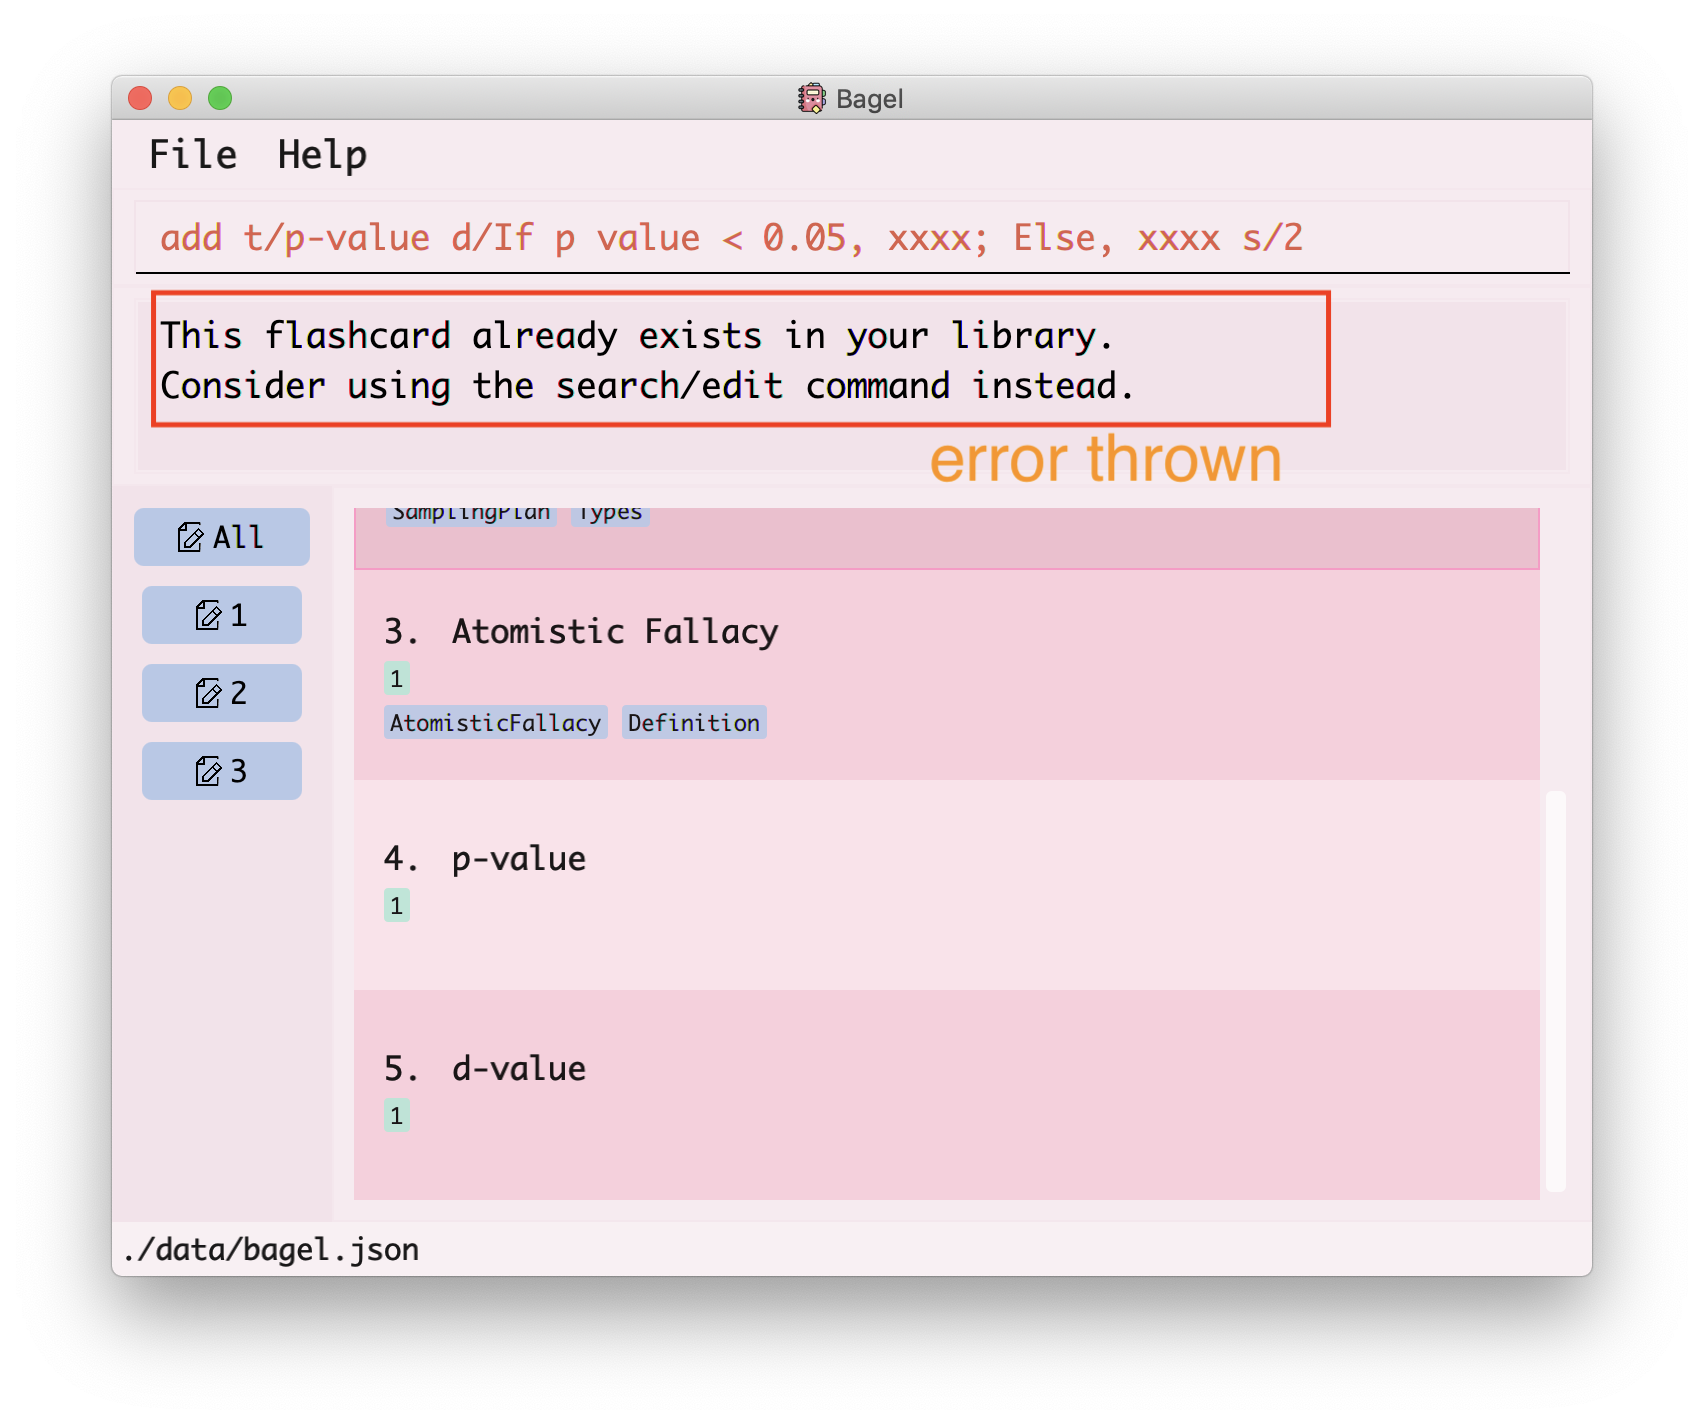 Bagel
File Help
add t/p-value d/If p value < 0.05, xxxx; Else, xxxx s/2
This flashcard already exists in your library.
Consider using the search/edit command instead.
error thrown
All
1
2
3
SamplingPlan Types
3. Atomistic Fallacy
1
AtomisticFallacy Definition
4. p-value
1
5. d-value
1
./data/bagel.json